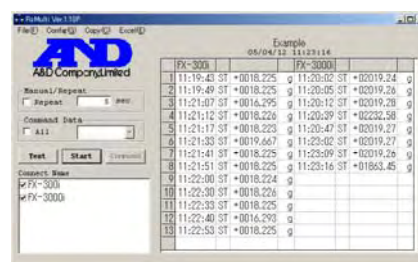 RsMulti Ver.1.10P
File(F) Config(G) Copy(C) Excel(E)
AND
A&D Company,Limited
Manual/Repeat
Repeat 5 sec
Command Data
All
Text Start Command
Connect Name
FX-300i
FX-3000i
Example
05/04/12 11:23:16
FX-300i FX-3000i
1 11:19:43 ST +0018.225 g 11:20:02 ST +02019.24 g
2 11:19:49 ST +0018.225 g 11:20:05 ST +02019.26 g
3 11:21:07 ST +0016.295 g 11:20:12 ST +02019.28 g
4 11:21:12 ST +0018.226 g 11:20:39 ST +02232.58 g
5 11:21:17 ST +0018.223 g 11:20:47 ST +02019.27 g
6 11:21:33 ST +0019.667 g 11:23:02 ST +02019.27 g
7 11:21:41 ST +0018.225 g 11:23:09 ST +02019.26 g
8 11:21:51 ST +0018.225 g 11:23:16 ST +01863.45 g
9 11:22:00 ST +0018.224 g
10 11:22:30 ST +0018.226 g
11 11:22:33 ST +0018.225 g
12 11:22:40 ST +0016.293 g
13 11:22:53 ST +0018.225 g